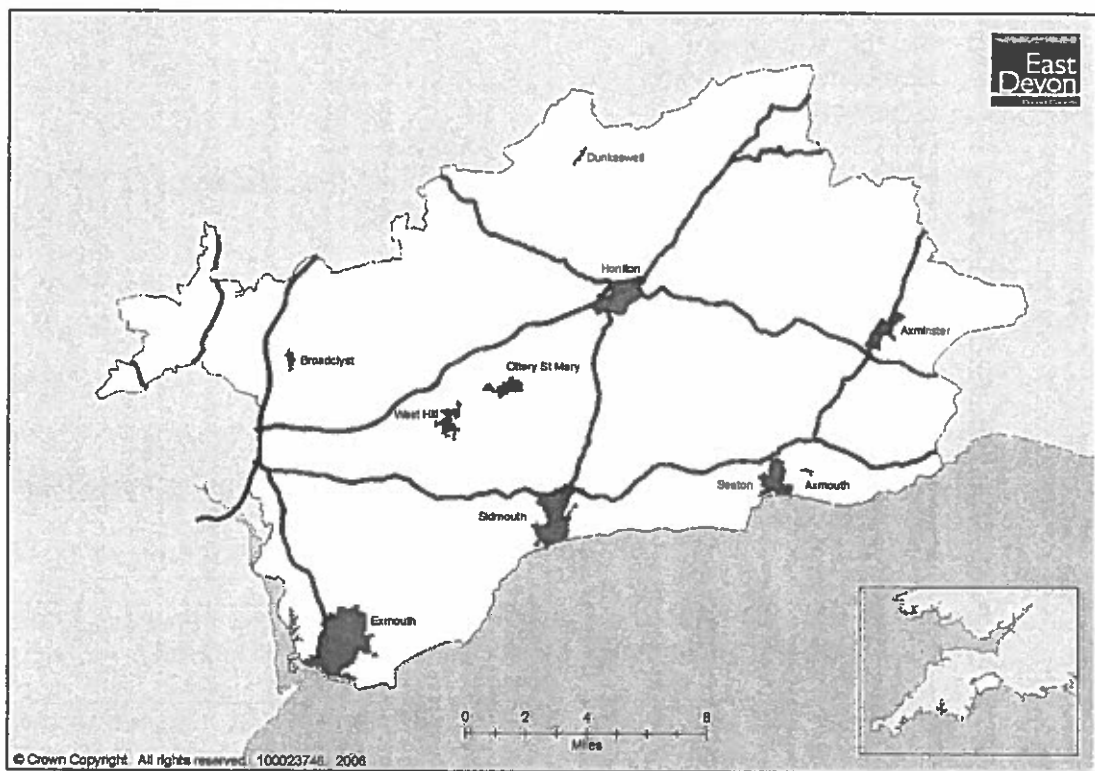 East
Devon
Dunkeswell
Honiton
Axminster
Broadclyst
Ottery St Mary
West Hill
Seaton
Axmouth
Sidmouth
Exmouth
0 2 4 8
Miles
© Crown Copyright. All rights reserved. 100023746. 2006